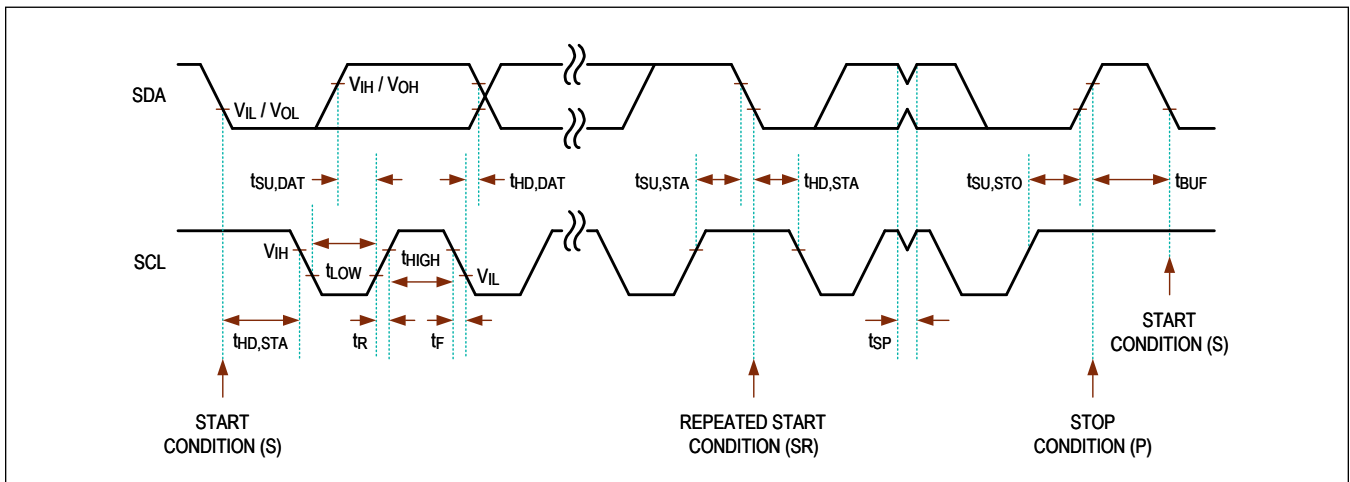 SDA
VIL / VOL
VIH / VOH
tSU,DAT
tHD,DAT
tSU,STA
tHD,STA
tSU,STO
tBUF
SCL
VIH
tLOW
tHIGH
VIL
tHD,STA
tR
tF
tSP
START
CONDITION (S)
START
CONDITION (S)
REPEATED START
CONDITION (SR)
STOP
CONDITION (P)